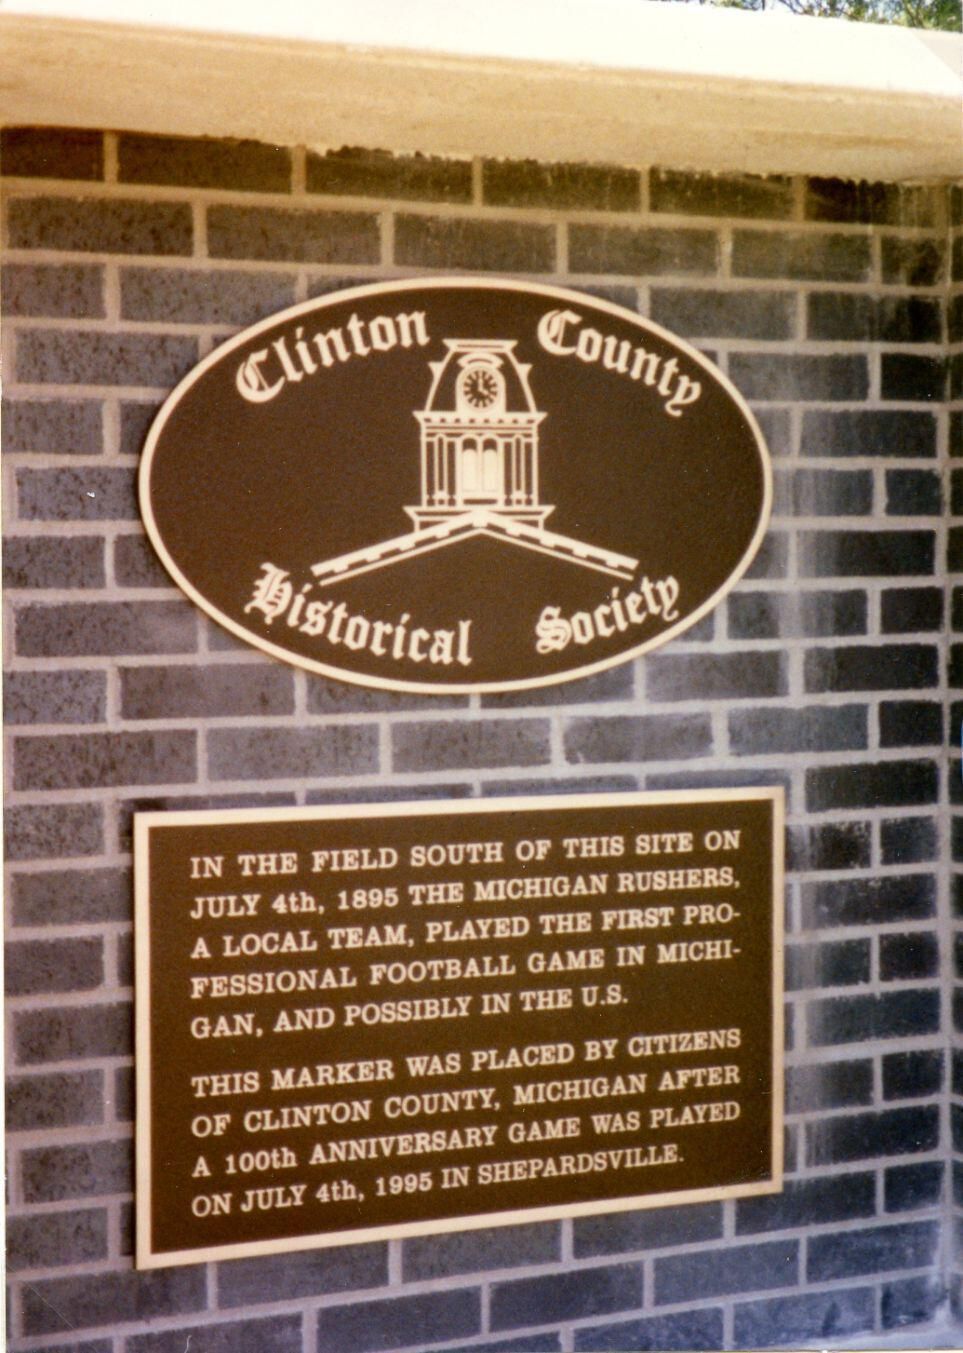 Clinton County
Historical Society
IN THE FIELD SOUTH OF THIS SITE ON
JULY 4th, 1895 THE MICHIGAN RUSHERS,
A LOCAL TEAM, PLAYED THE FIRST PRO-
FESSIONAL FOOTBALL GAME IN MICHI-
GAN, AND POSSIBLY IN THE U.S.
THIS MARKER WAS PLACED BY CITIZENS
OF CLINTON COUNTY, MICHIGAN AFTER
A 100th ANNIVERSARY GAME WAS PLAYED
ON JULY 4th, 1995 IN SHEPARDSVILLE.